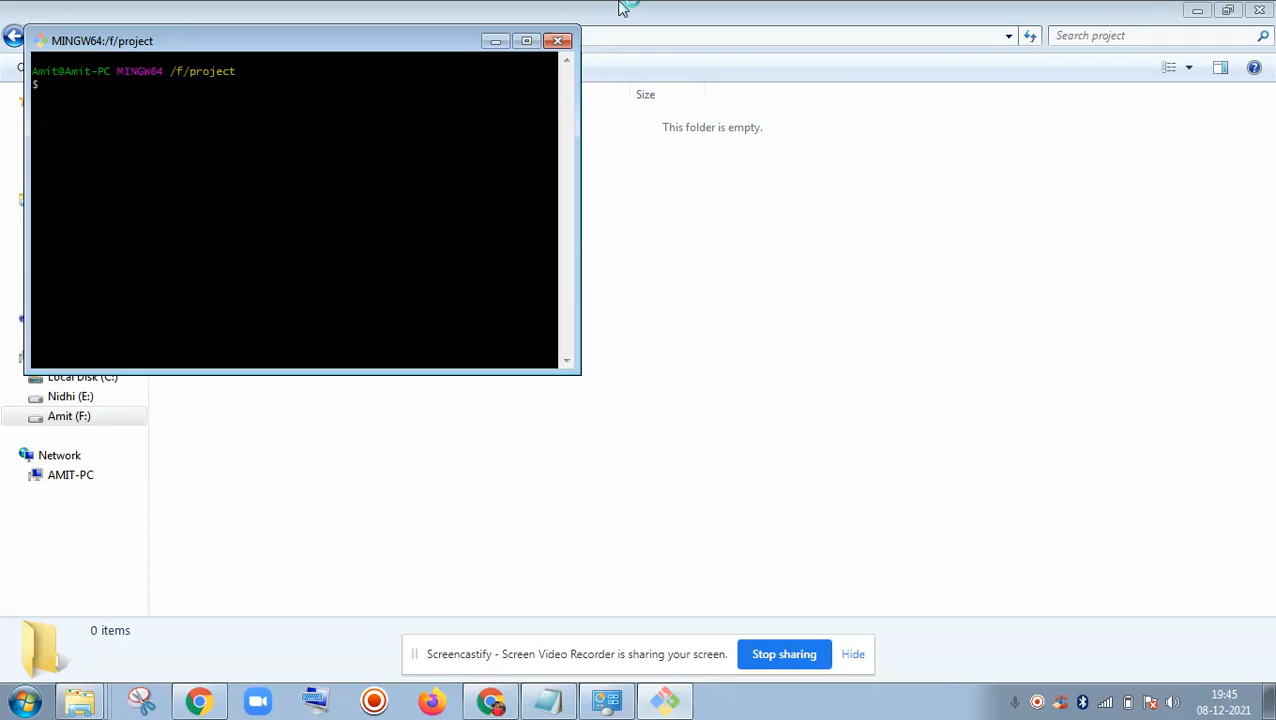 MINGW64:/f/project
Search project
Amit@Amit-PC MINGW64 /f/project
$
Size
This folder is empty.
Local Disk (C:)
Nidhi (E:)
Amit (F:)
Network
AMIT-PC
0 items
Screencastify - Screen Video Recorder is sharing your screen.
Stop sharing
Hide
19:45
08-12-2021